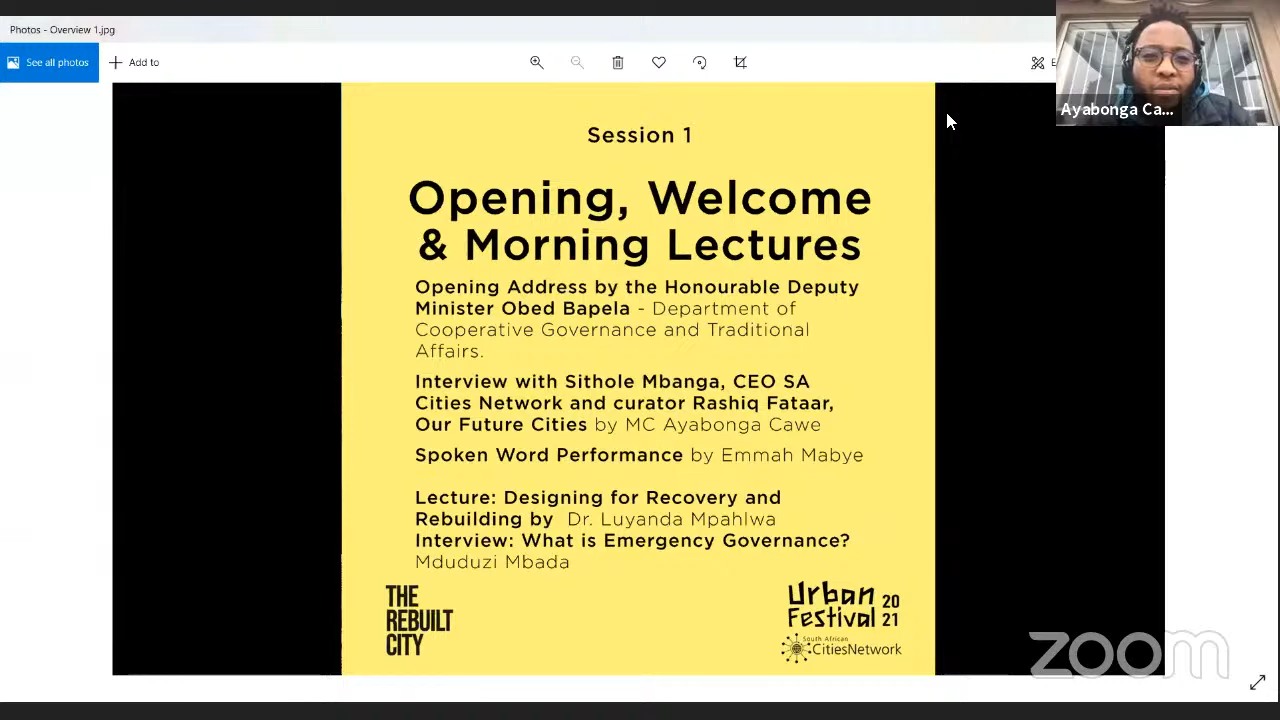 Photos - Overview 1.jpg
See all photos
Add to
Ayabonga Ca...
Session 1
Opening, Welcome
& Morning Lectures
Opening Address by the Honourable Deputy
Minister Obed Bapela - Department of
Cooperative Governance and Traditional
Affairs.
Interview with Sithole Mbanga, CEO SA
Cities Network and curator Rashiq Fataar,
Our Future Cities by MC Ayabonga Cawe
Spoken Word Performance by Emmah Mabye
Lecture: Designing for Recovery and
Rebuilding by Dr. Luyanda Mpahlwa
Interview: What is Emergency Governance?
Mduduzi Mbada
THE
REBUILT
CITY
Urban 20
Festival 21
South African
CitiesNetwork
zoom